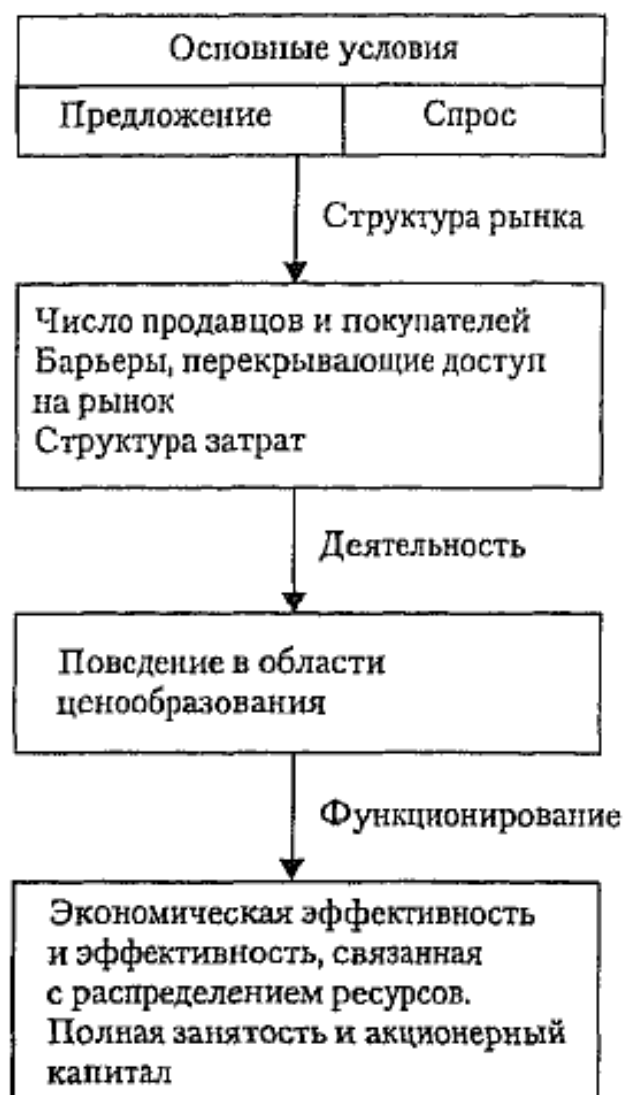 Основные условия
Предложение
Спрос
Структура рынка
Число продавцов и покупателей
Барьеры, перекрывающие доступ
на рынок
Структура затрат
Деятельность
Поведение в области
ценообразования
Функционирование
Экономическая эффективность
и эффективность, связанная
с распределением ресурсов.
Полная занятость и акционерный
капитал